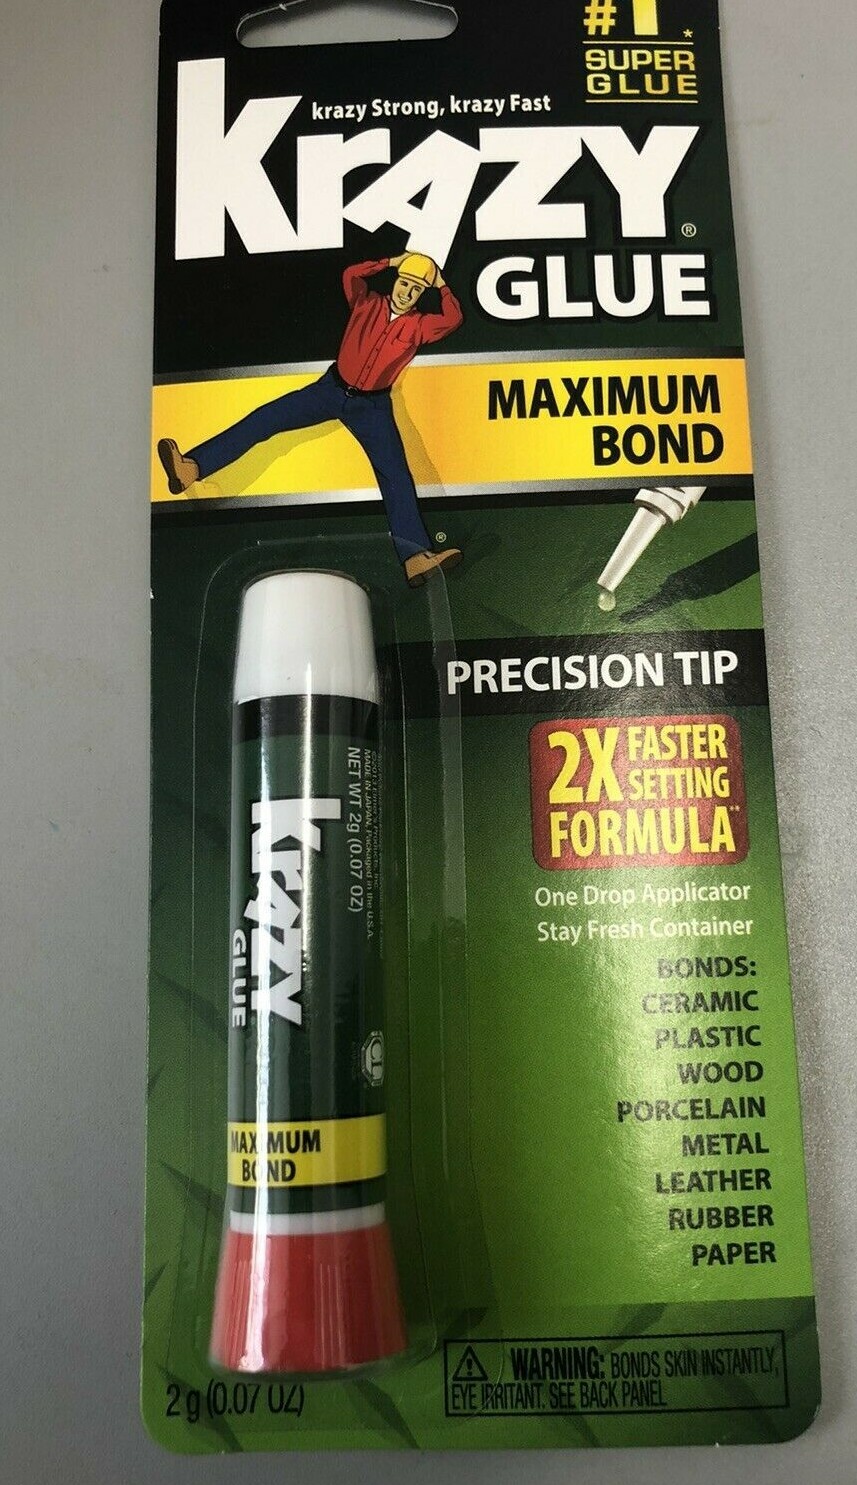 #1*
SUPER
GLUE
krazy Strong, krazy Fast
KrAZY®
GLUE
MAXIMUM
BOND
®
PRECISION TIP
2X FASTER
SETTING
FORMULA**
One Drop Applicator
Stay Fresh Container
BONDS:
CERAMIC
PLASTIC
WOOD
PORCELAIN
METAL
LEATHER
RUBBER
PAPER
MADE IN JAPAN. Packaged in the U.S.A.
NET WT 2g (0.07 OZ)
KrAZY
GLUE
MAXIMUM
BOND
2 g (0.07 OZ)
WARNING: BONDS SKIN INSTANTLY,
EYE IRRITANT. SEE BACK PANEL